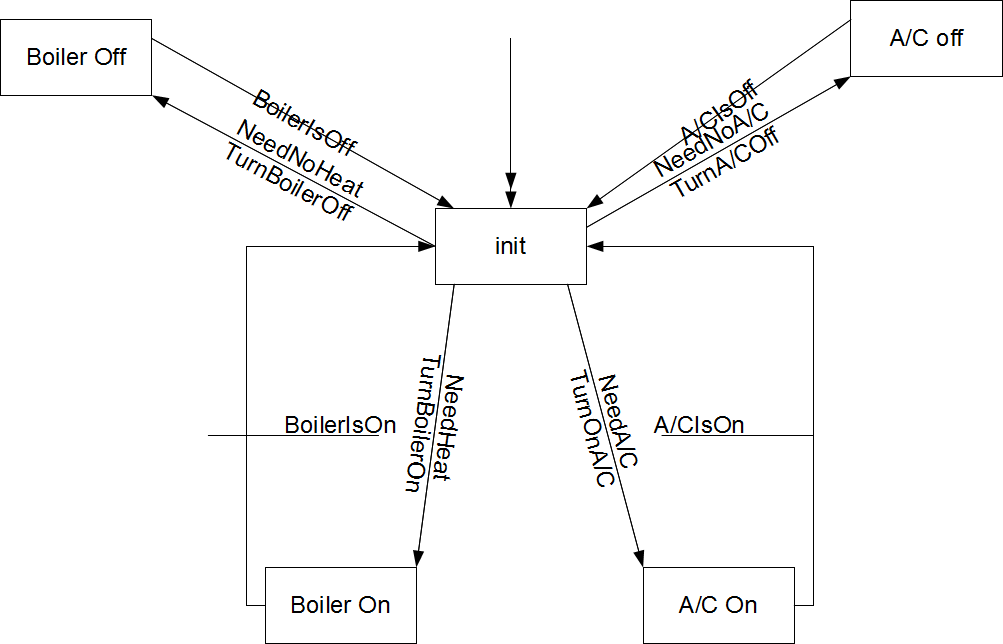 Boiler Off
A/C off
BoilerIsOff
NeedNoHeat
TurnBoilerOff
A/CIsOff
NeedNoA/C
TurnA/COff
init
NeedHeat
TurnBoilerOn
NeedA/C
TurnOnA/C
BoilerIsOn
A/CIsOn
Boiler On
A/C On